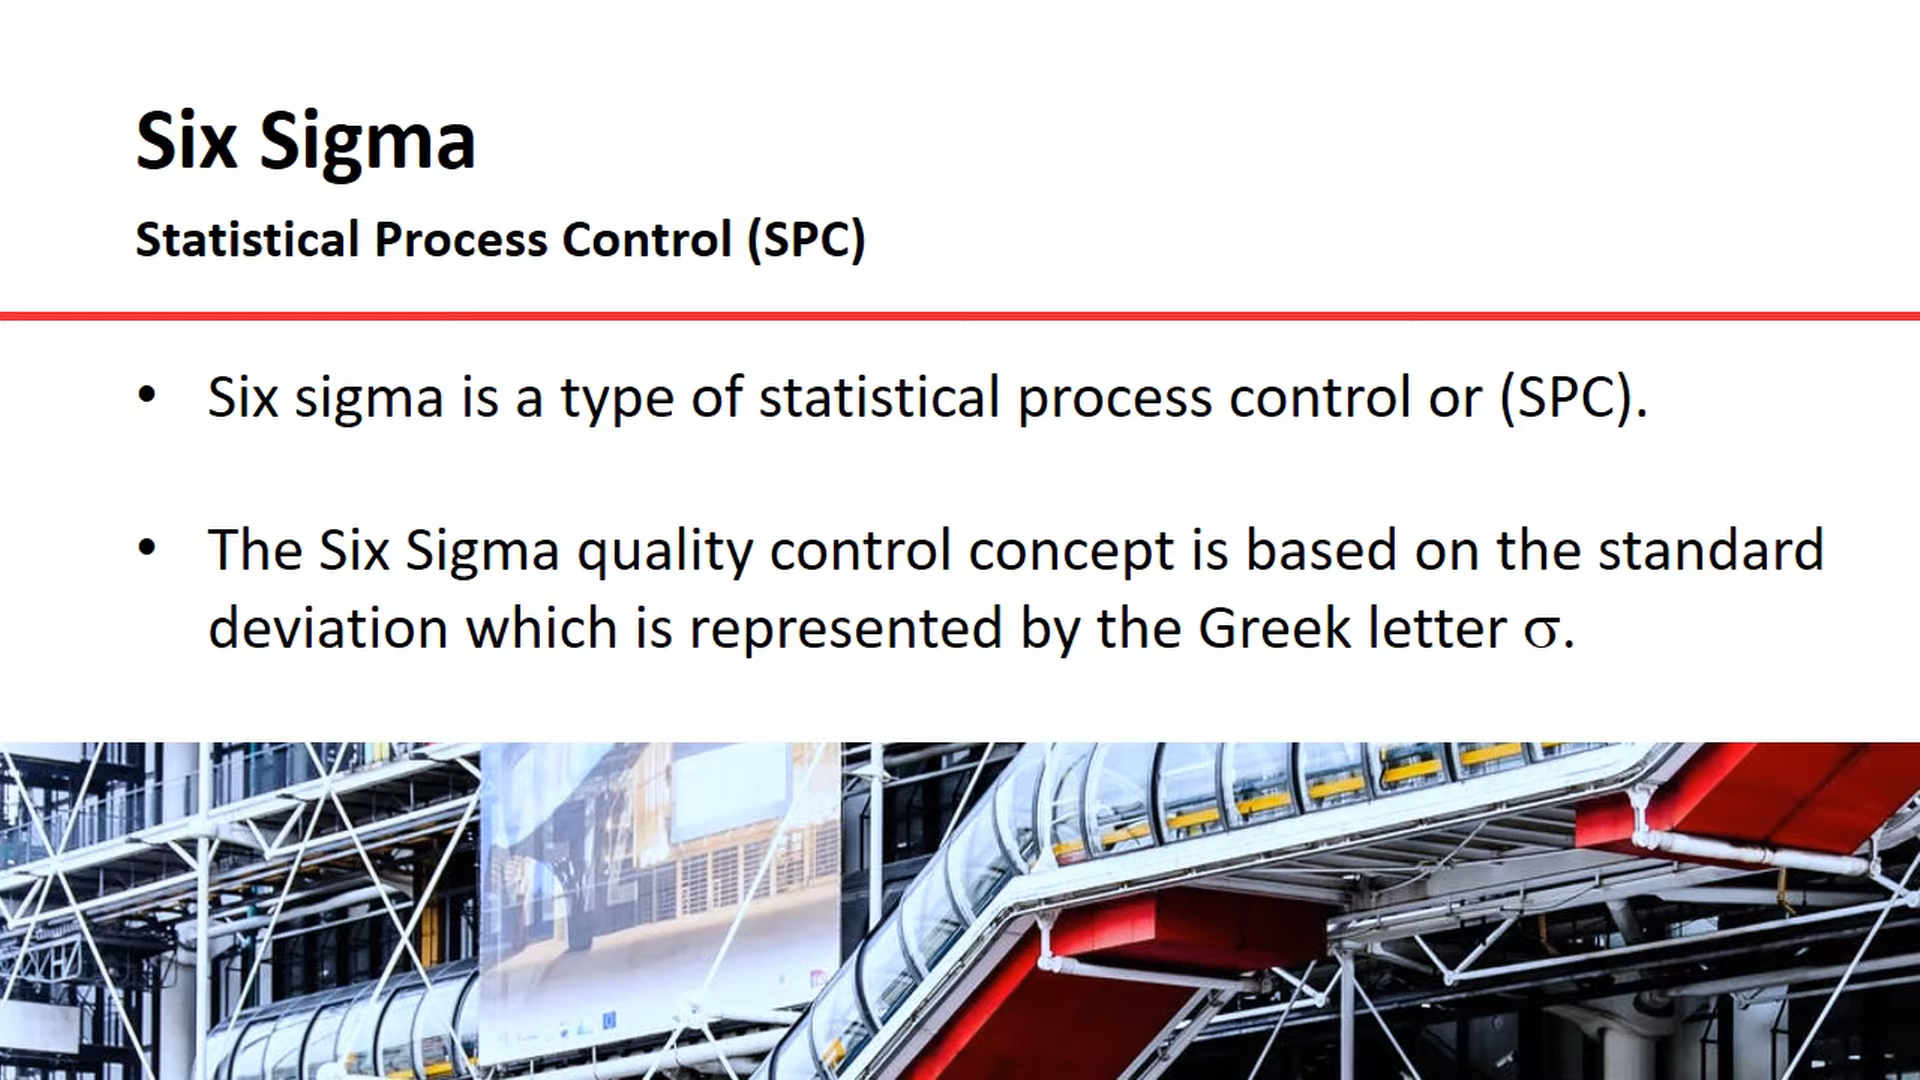 Six Sigma
Statistical Process Control (SPC)
• Six sigma is a type of statistical process control or (SPC).
• The Six Sigma quality control concept is based on the standard
deviation which is represented by the Greek letter σ.